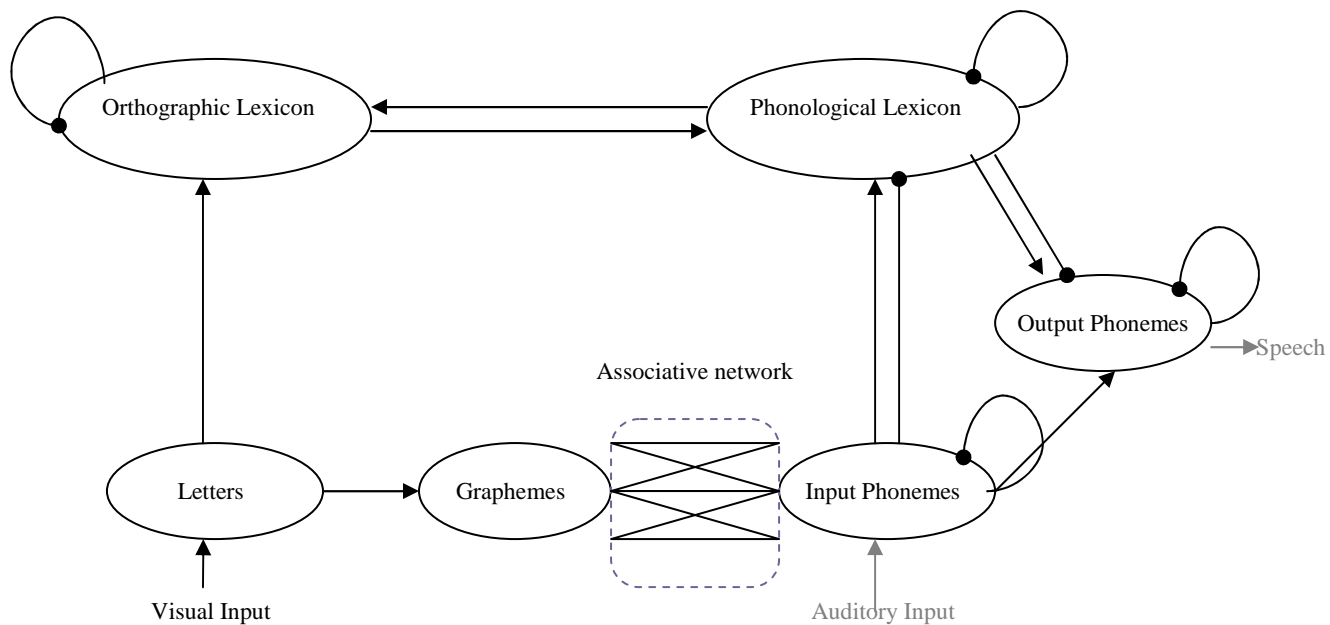 Orthographic Lexicon
Phonological Lexicon
Output Phonemes
Speech
Associative network
Letters
Graphemes
Input Phonemes
Visual Input
Auditory Input